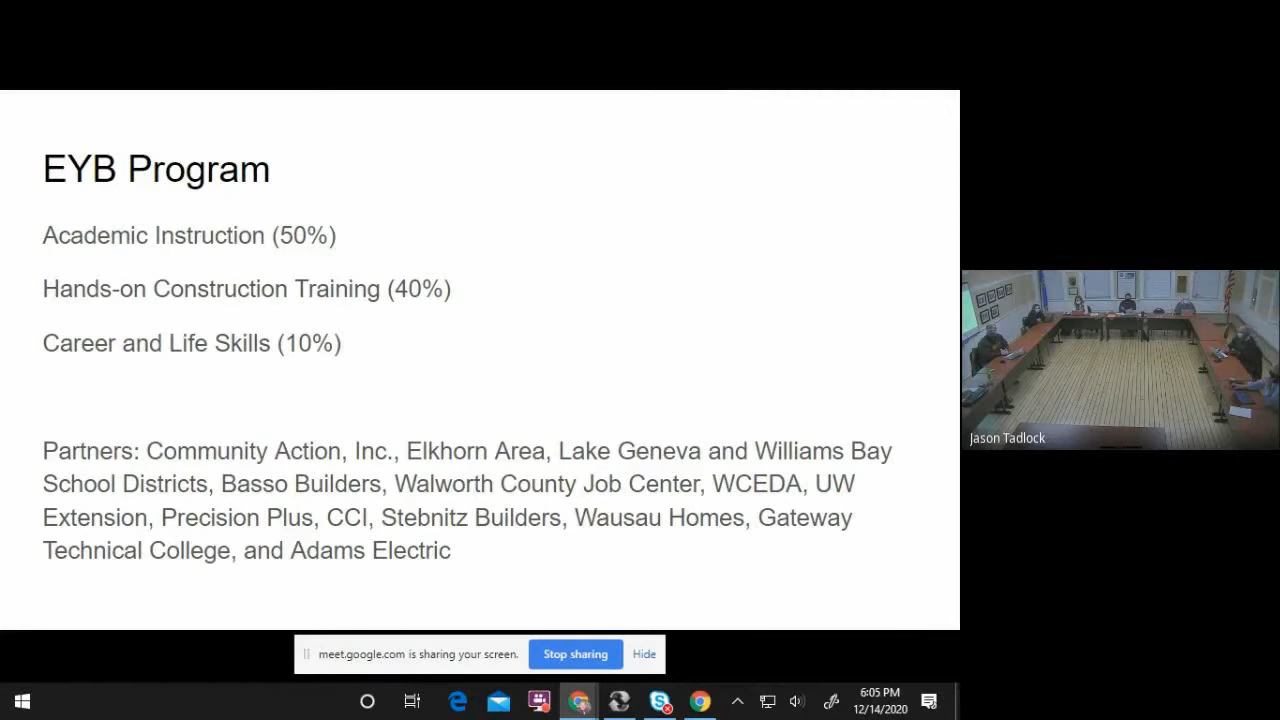 EYB Program
Academic Instruction (50%)
Hands-on Construction Training (40%)
Career and Life Skills (10%)
Partners: Community Action, Inc., Elkhorn Area, Lake Geneva and Williams Bay
School Districts, Basso Builders, Walworth County Job Center, WCEDA, UW
Extension, Precision Plus, CCI, Stebnitz Builders, Wausau Homes, Gateway
Technical College, and Adams Electric
Jason Tadlock
meet.google.com is sharing your screen.
Stop sharing
Hide
6:05 PM
12/14/2020